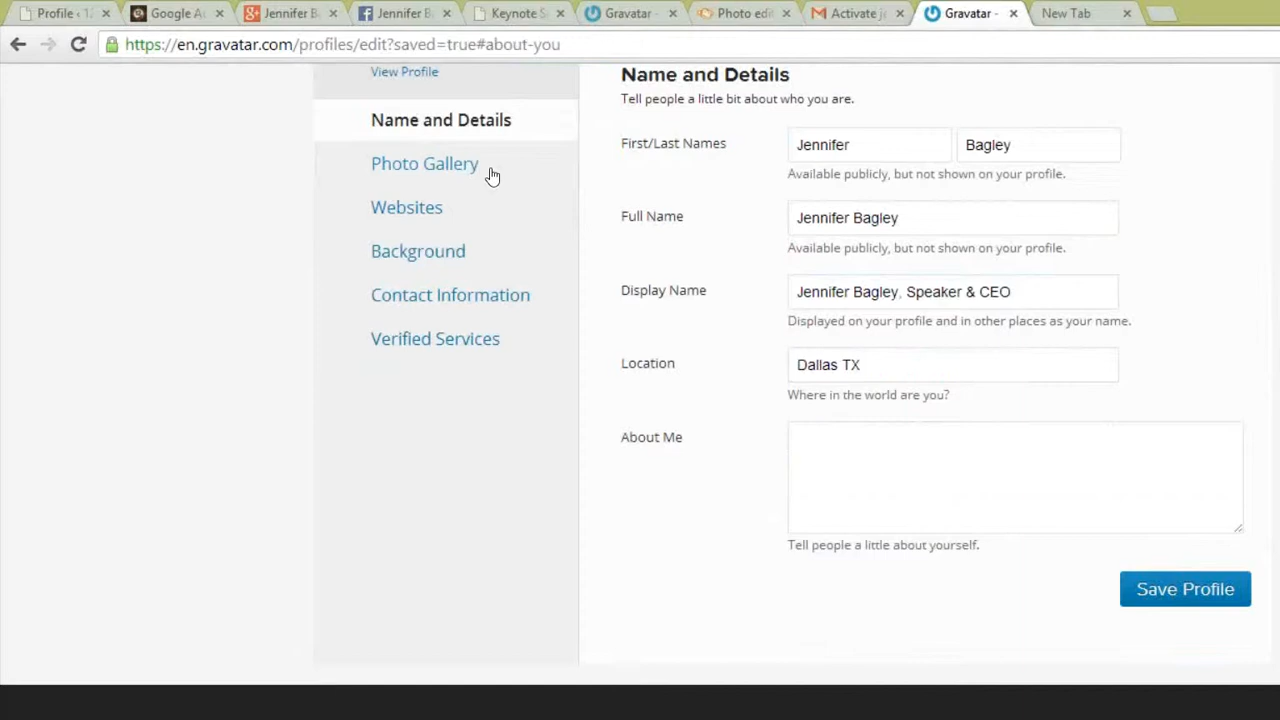 Profile ‹ 12
Google Ac
Jennifer B
Jennifer B
Keynote S
Gravatar -
Photo edit
Activate je
Gravatar -
New Tab
https://en.gravatar.com/profiles/edit?saved=true#about-you
View Profile
Name and Details
Photo Gallery
Websites
Background
Contact Information
Verified Services
Name and Details
Tell people a little bit about who you are.
First/Last Names
Jennifer
Bagley
Available publicly, but not shown on your profile.
Full Name
Jennifer Bagley
Available publicly, but not shown on your profile.
Display Name
Jennifer Bagley, Speaker & CEO
Displayed on your profile and in other places as your name.
Location
Dallas TX
Where in the world are you?
About Me
Tell people a little about yourself.
Save Profile